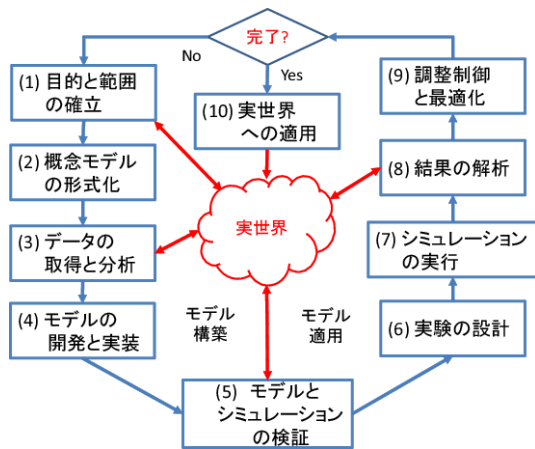 完了?
No
Yes
(1) 目的と範囲
の確立
(2) 概念モデル
の形式化
(3) データの
取得と分析
(4) モデルの
開発と実装
(5) モデルと
シミュレーション
の検証
(6) 実験の設計
(7) シミュレーション
の実行
(8) 結果の解析
(9) 調整制御
と最適化
(10) 実世界
への適用
実世界
モデル
構築
モデル
適用